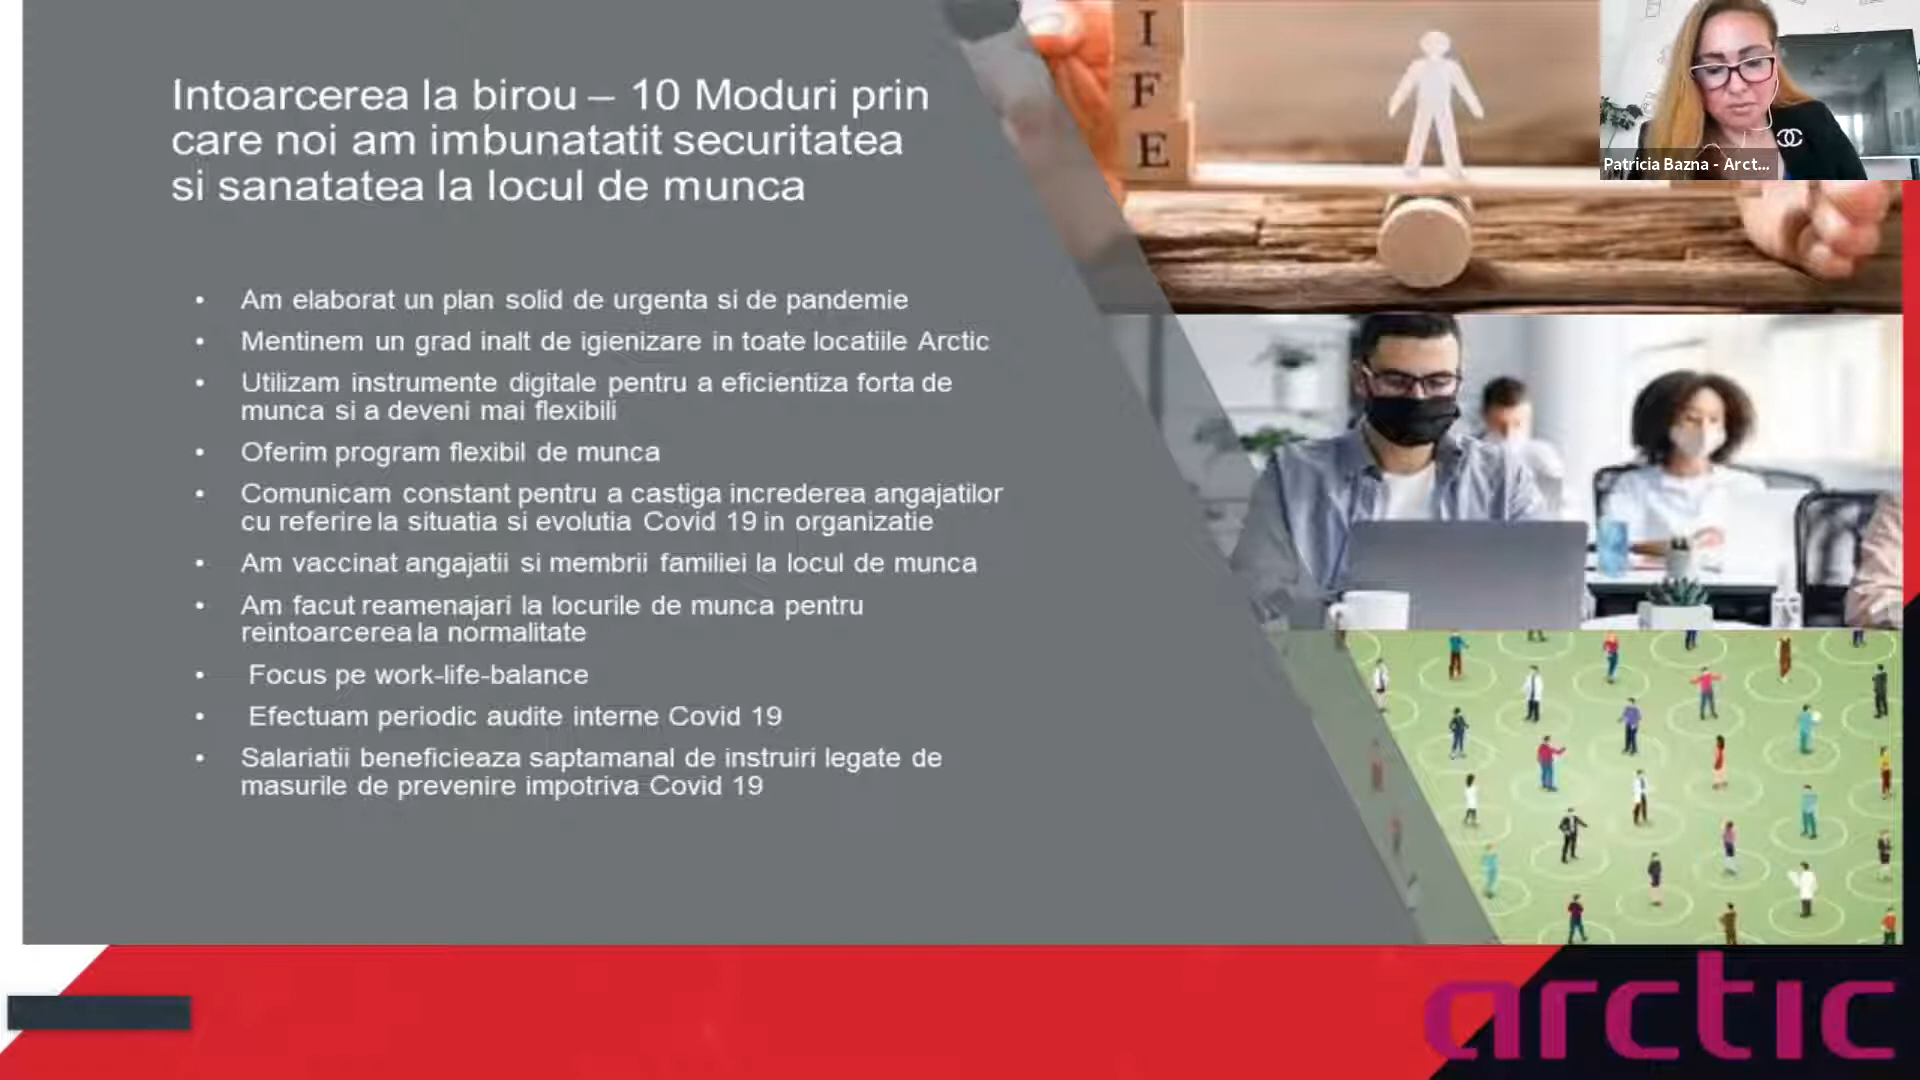 Intoarcerea la birou – 10 Moduri prin
care noi am imbunatatit securitatea
si sanatatea la locul de munca
• Am elaborat un plan solid de urgenta si de pandemie
• Mentinem un grad inalt de igienizare in toate locatiile Arctic
• Utilizam instrumente digitale pentru a eficientiza forta de
munca si a deveni mai flexibili
• Oferim program flexibil de munca
• Comunicam constant pentru a castiga increderea angajatilor
cu referire la situatia si evolutia Covid 19 in organizatie
• Am vaccinat angajatii si membrii familiei la locul de munca
• Am facut reamenajari la locurile de munca pentru
reintoarcerea la normalitate
• Focus pe work-life-balance
• Efectuam periodic audite interne Covid 19
• Salariatii beneficieaza saptamanal de instruiri legate de
masurile de prevenire impotriva Covid 19
I
F
E
Patricia Bazna - Arct...
arctic